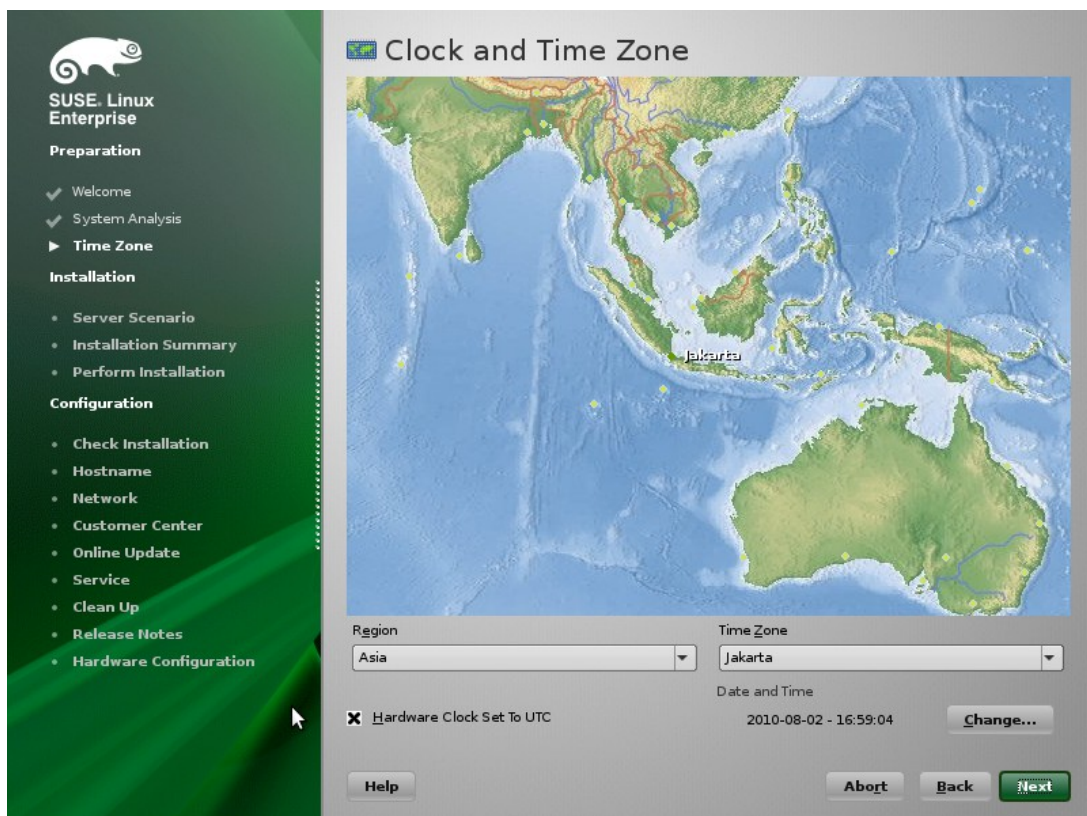 SUSE. Linux
Enterprise
Preparation
Welcome
System Analysis
Time Zone
Installation
Server Scenario
Installation Summary
Perform Installation
Configuration
Check Installation
Hostname
Network
Customer Center
Online Update
Service
Clean Up
Release Notes
Hardware Configuration
Clock and Time Zone
Jakarta
Region
Time Zone
Asia
Jakarta
Date and Time
Hardware Clock Set To UTC
2010-08-02 - 16:59:04
Change...
Help
Abort
Back
Next